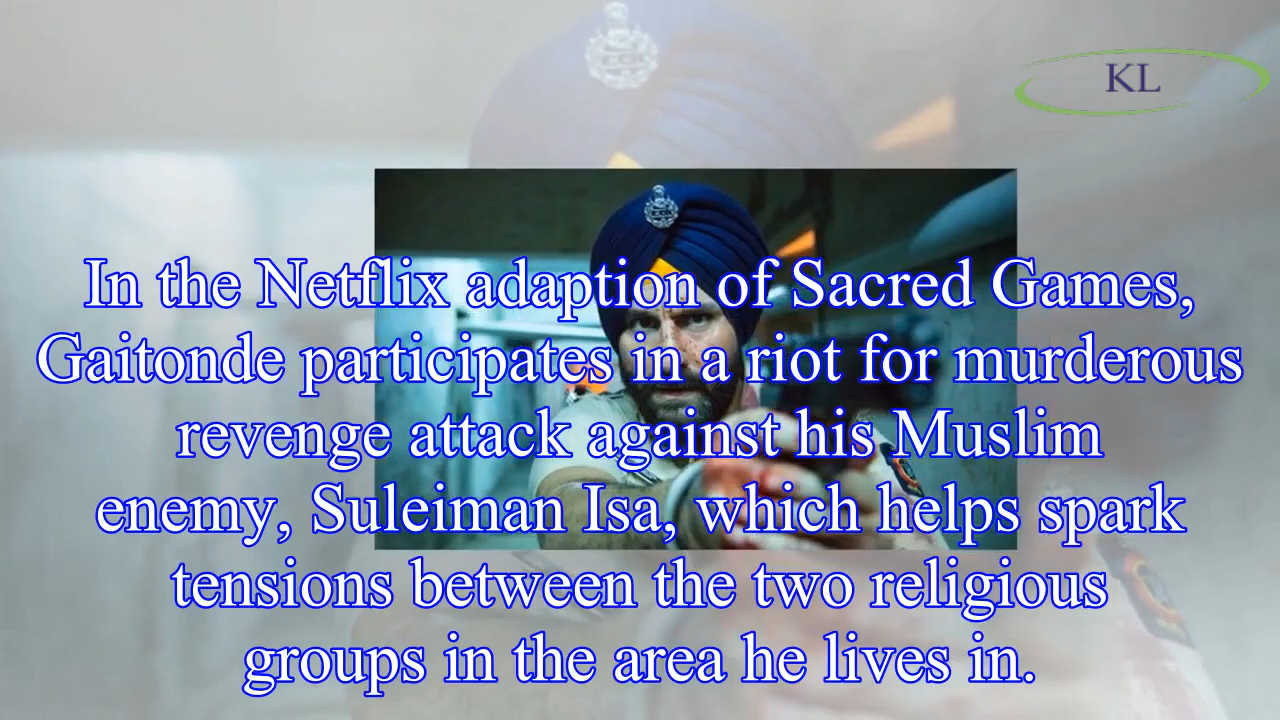 KL
In the Netflix adaption of Sacred Games,
Gaitonde participates in a riot for murderous
revenge attack against his Muslim
enemy, Suleiman Isa, which helps spark
tensions between the two religious
groups in the area he lives in.